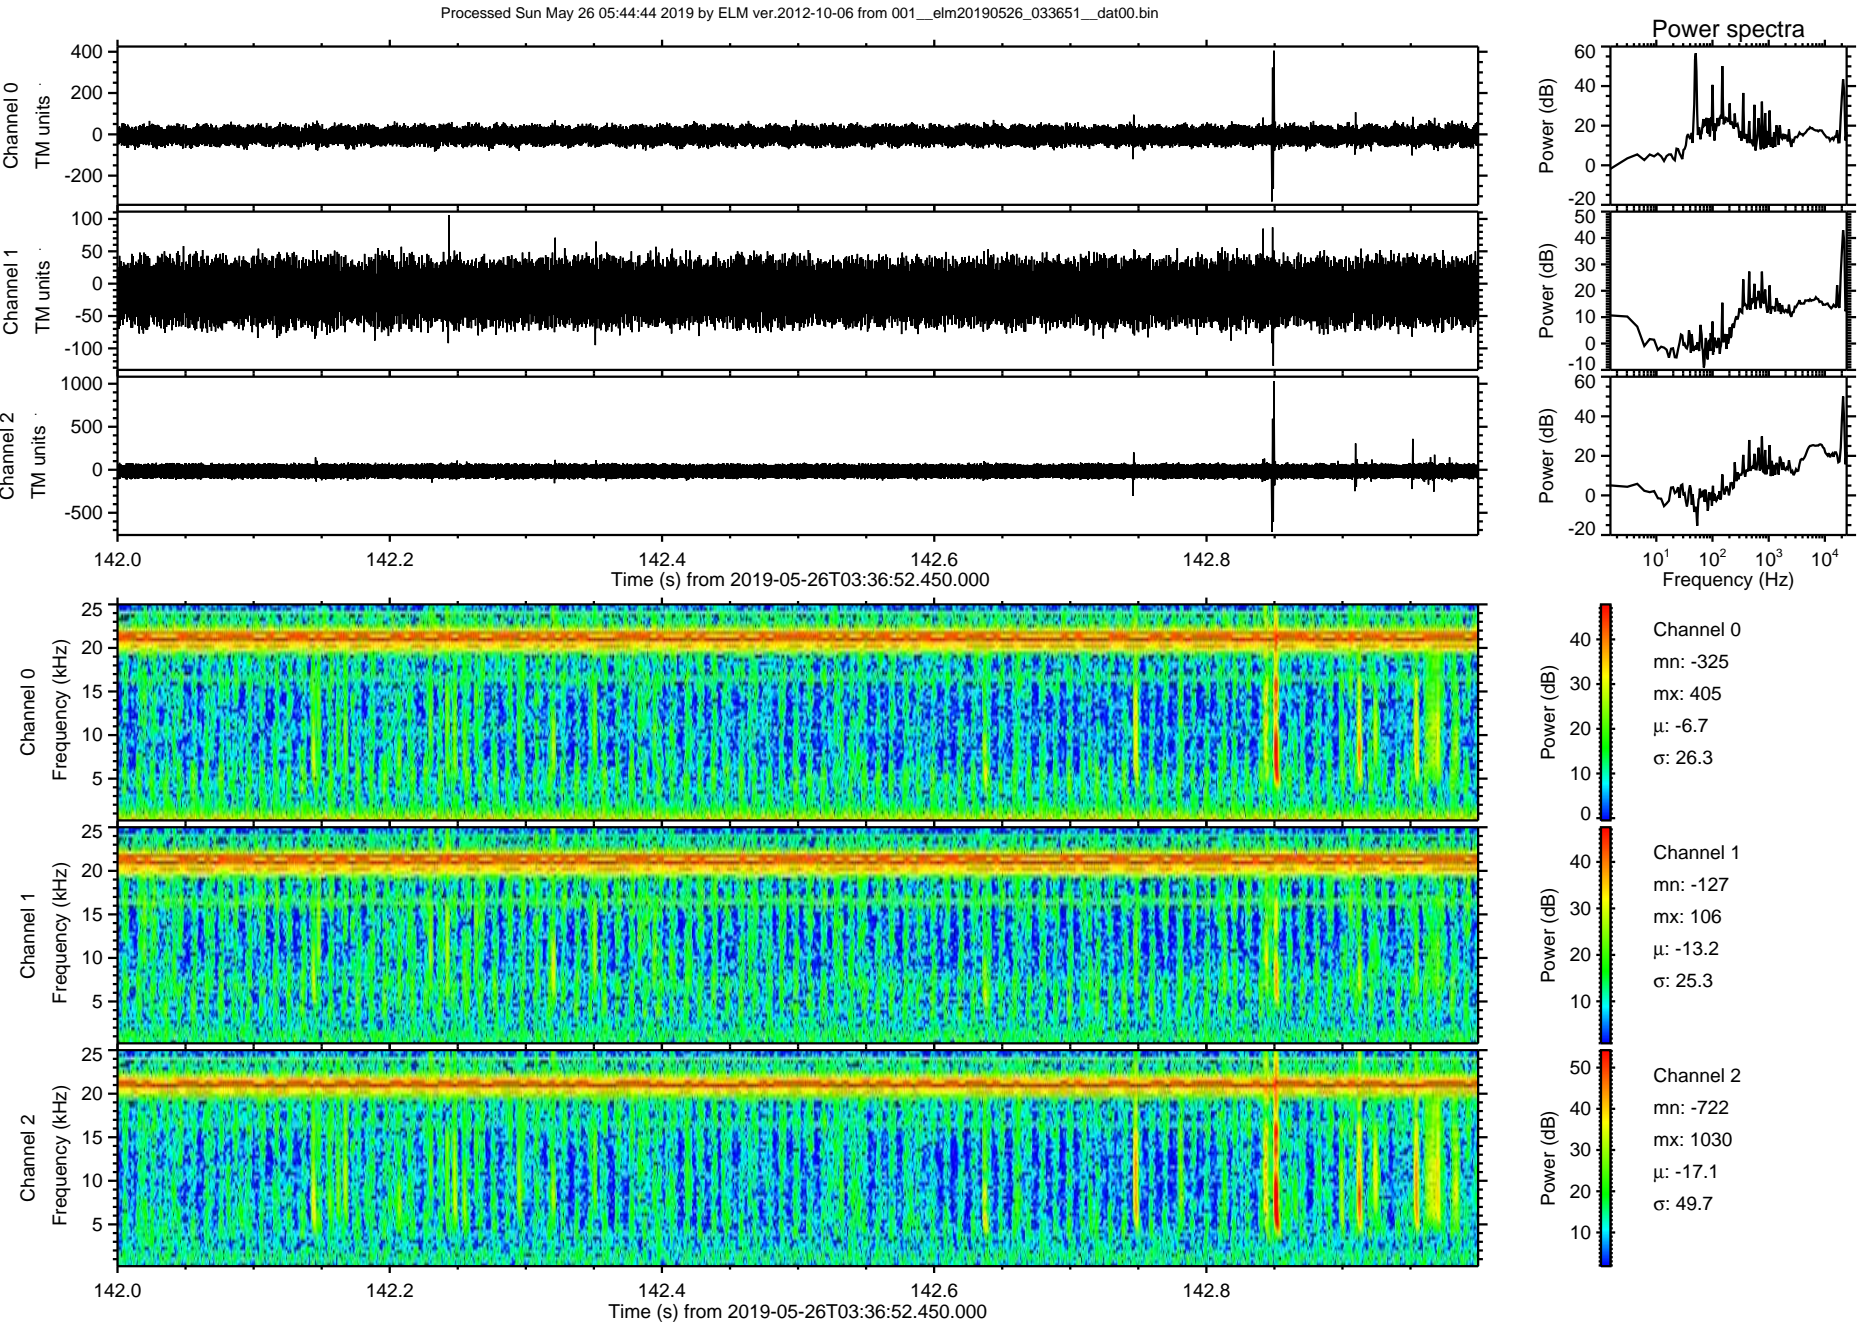 Processed Sun May 26 05:44:44 2019 by ELM ver.2012-10-06 from 001__elm20190526_033651__dat00.bin
Power spectra
Channel 0
TM units
400
200
0
-200
Power (dB)
60
40
20
0
-20
Channel 1
TM units
100
50
0
-50
-100
Power (dB)
50
40
30
20
10
0
-10
Channel 2
TM units
1000
500
0
-500
Power (dB)
60
40
20
0
-20
142.0 142.2 142.4 142.6 142.8
Time (s) from 2019-05-26T03:36:52.450.000
10¹ 10² 10³ 10⁴
Frequency (Hz)
Channel 0
Frequency (kHz)
25
20
15
10
5
Power (dB)
40
30
20
10
0
Channel 0
mn: -325
mx: 405
μ: -6.7
σ: 26.3
Channel 1
Frequency (kHz)
25
20
15
10
5
Power (dB)
40
30
20
10
Channel 1
mn: -127
mx: 106
μ: -13.2
σ: 25.3
Channel 2
Frequency (kHz)
25
20
15
10
5
Power (dB)
50
40
30
20
10
Channel 2
mn: -722
mx: 1030
μ: -17.1
σ: 49.7
142.0 142.2 142.4 142.6 142.8
Time (s) from 2019-05-26T03:36:52.450.000